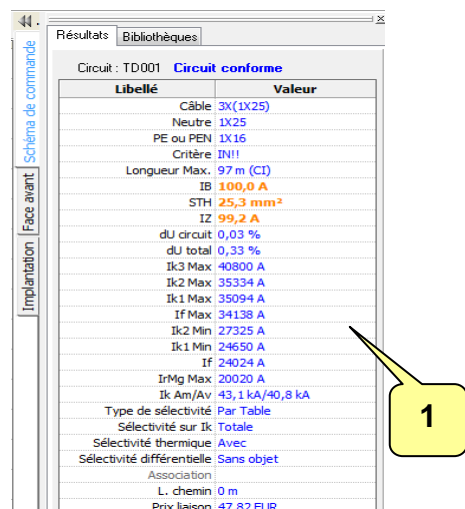 Résultats Bibliothèques
Schéma de commande
Face avant
Implantation
Circuit : TD001 Circuit conforme
Libellé Valeur
Câble 3X(1X25)
Neutre 1X25
PE ou PEN 1X16
Critère IN!!
Longueur Max. 97 m (CI)
IB 100,0 A
STH 25,3 mm²
IZ 99,2 A
dU circuit 0,03 %
dU total 0,33 %
Ik3 Max 40800 A
Ik2 Max 35334 A
Ik1 Max 35094 A
If Max 34138 A
Ik2 Min 27325 A
Ik1 Min 24650 A
If 24024 A
IrMg Max 20020 A
Ik Am/Av 43,1 kA/40,8 kA
Type de sélectivité Par Table
Sélectivité sur Ik Totale
Sélectivité thermique Avec
Sélectivité différentielle Sans objet
Association
L. chemin 0 m
Prix liaison 47,82 EUR
1